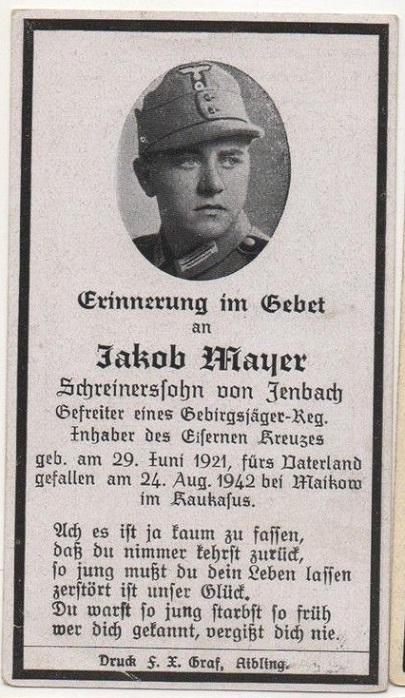 Erinnerung im Gebet
an
Jakob Mayer
Schreinerssohn von Jenbach
Gefreiter eines Gebirgsjäger-Reg.
Inhaber des Eisernen Kreuzes
geb. am 29. Juni 1921, fürs Vaterland
gefallen am 24. Aug. 1942 bei Maikow
im Kaukasus.
Ach es ist ja kaum zu fassen,
daß du nimmer kehrst zurück,
so jung mußt du dein Leben lassen
zerstört ist unser Glück.
Du warst so jung starbst so früh
wer dich gekannt, vergißt dich nie.
Druck F. X. Graf, Aibling.